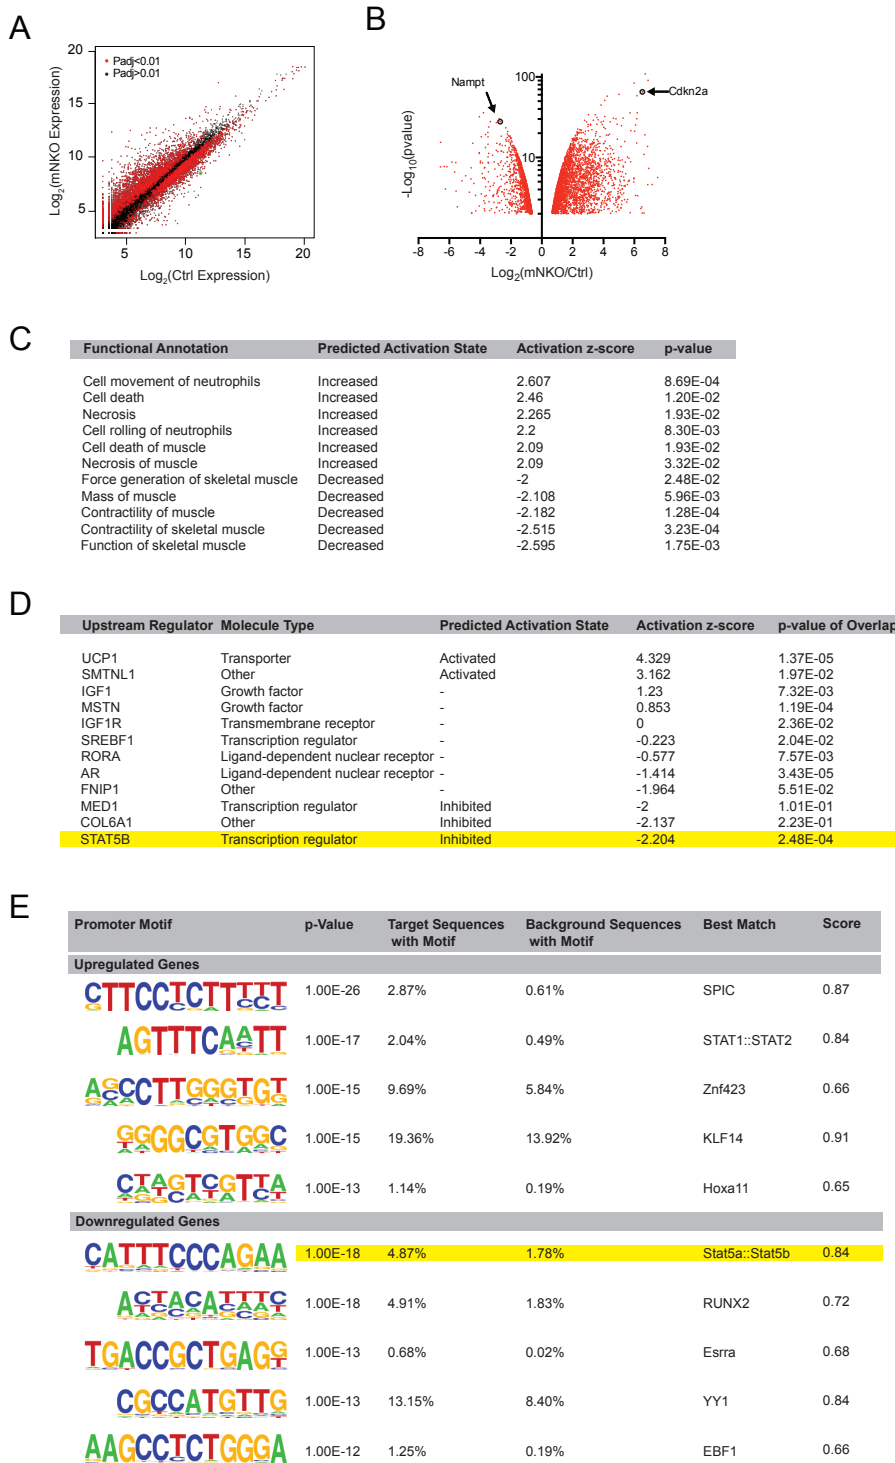 A
20
15
10
5
Log2(mNKO Expression)
Padj<0.01
Padj>0.01
5 10 15 20
Log2(Ctrl Expression)
B
Nampt
Cdkn2a
100
10
-Log10(pvalue)
-8 -6 -4 -2 0 2 4 6 8
Log2(mNKO/Ctrl)
C
Functional Annotation Predicted Activation State Activation z-score p-value
Cell movement of neutrophils Increased 2.607 8.69E-04
Cell death Increased 2.46 1.20E-02
Necrosis Increased 2.265 1.93E-02
Cell rolling of neutrophils Increased 2.2 8.30E-03
Cell death of muscle Increased 2.09 1.93E-02
Necrosis of muscle Increased 2.09 3.32E-02
Force generation of skeletal muscle Decreased -2 2.48E-02
Mass of muscle Decreased -2.108 5.96E-03
Contractility of muscle Decreased -2.182 1.28E-04
Contractility of skeletal muscle Decreased -2.515 3.23E-04
Function of skeletal muscle Decreased -2.595 1.75E-03
D
Upstream Regulator Molecule Type Predicted Activation State Activation z-score p-value of Overlap
UCP1 Transporter Activated 4.329 1.37E-05
SMTNL1 Other Activated 3.162 1.97E-02
IGF1 Growth factor - 1.23 7.32E-03
MSTN Growth factor - 0.853 1.19E-04
IGF1R Transmembrane receptor - 0 2.36E-02
SREBF1 Transcription regulator - -0.223 2.04E-02
RORA Ligand-dependent nuclear receptor - -0.577 7.57E-03
AR Ligand-dependent nuclear receptor - -1.414 3.43E-05
FNIP1 Other - -1.964 5.51E-02
MED1 Transcription regulator Inhibited -2 1.01E-01
COL6A1 Other Inhibited -2.137 2.23E-01
STAT5B Transcription regulator Inhibited -2.204 2.48E-04
E
Promoter Motif p-Value Target Sequences with Motif Background Sequences with Motif Best Match Score
Upregulated Genes
CTTCCTCTTTTT 1.00E-26 2.87% 0.61% SPIC 0.87
AGTTTCAATT 1.00E-17 2.04% 0.49% STAT1::STAT2 0.84
AGCCTTGGGTGT 1.00E-15 9.69% 5.84% Znf423 0.66
GGGGCGTGGC 1.00E-15 19.36% 13.92% KLF14 0.91
CTAGTCGTTA 1.00E-13 1.14% 0.19% Hoxa11 0.65
Downregulated Genes
CATTTCCCAGAA 1.00E-18 4.87% 1.78% Stat5a::Stat5b 0.84
ACTACATTTC 1.00E-18 4.91% 1.83% RUNX2 0.72
TGACCGCTGAGG 1.00E-13 0.68% 0.02% Esrra 0.68
CGCCATGTTG 1.00E-13 13.15% 8.40% YY1 0.84
AAGCCTCTGGGA 1.00E-12 1.25% 0.19% EBF1 0.66